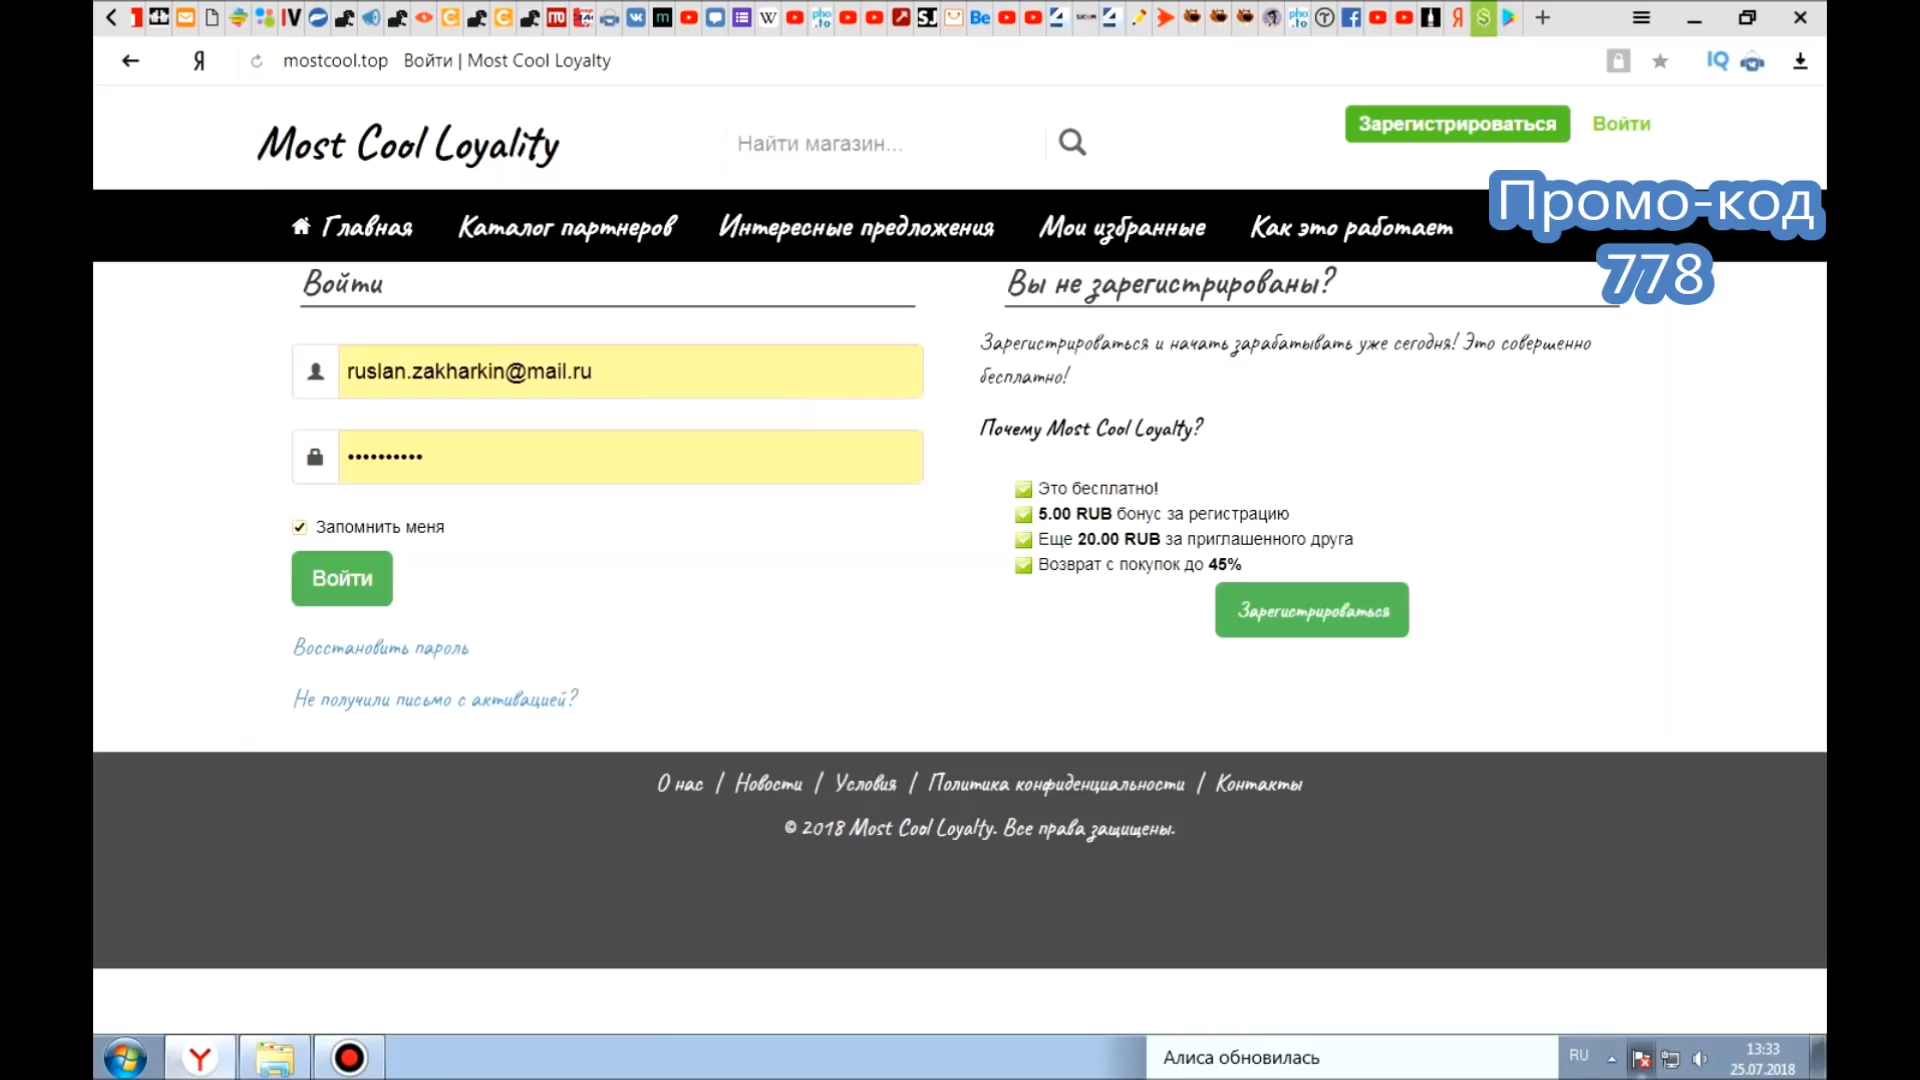 mostcool.top Войти | Most Cool Loyalty
IQ
Most Cool Loyality
Найти магазин...
Зарегистрироваться Войти
Промо-код
778
Главная Каталог партнеров Интересные предложения Мои избранные Как это работает
Войти
ruslan.zakharkin@mail.ru
••••••••••
Запомнить меня
Войти
Восстановить пароль
Не получили письмо с активацией?
Вы не зарегистрированы?
Зарегистрироваться и начать зарабатывать уже сегодня! Это совершенно
бесплатно!
Почему Most Cool Loyalty?
Это бесплатно!
5.00 RUB бонус за регистрацию
Еще 20.00 RUB за приглашенного друга
Возврат с покупок до 45%
Зарегистрироваться
О нас / Новости / Условия / Политика конфиденциальности / Контакты
© 2018 Most Cool Loyalty. Все права защищены.
Алиса обновилась
RU
13:33
25.07.2018